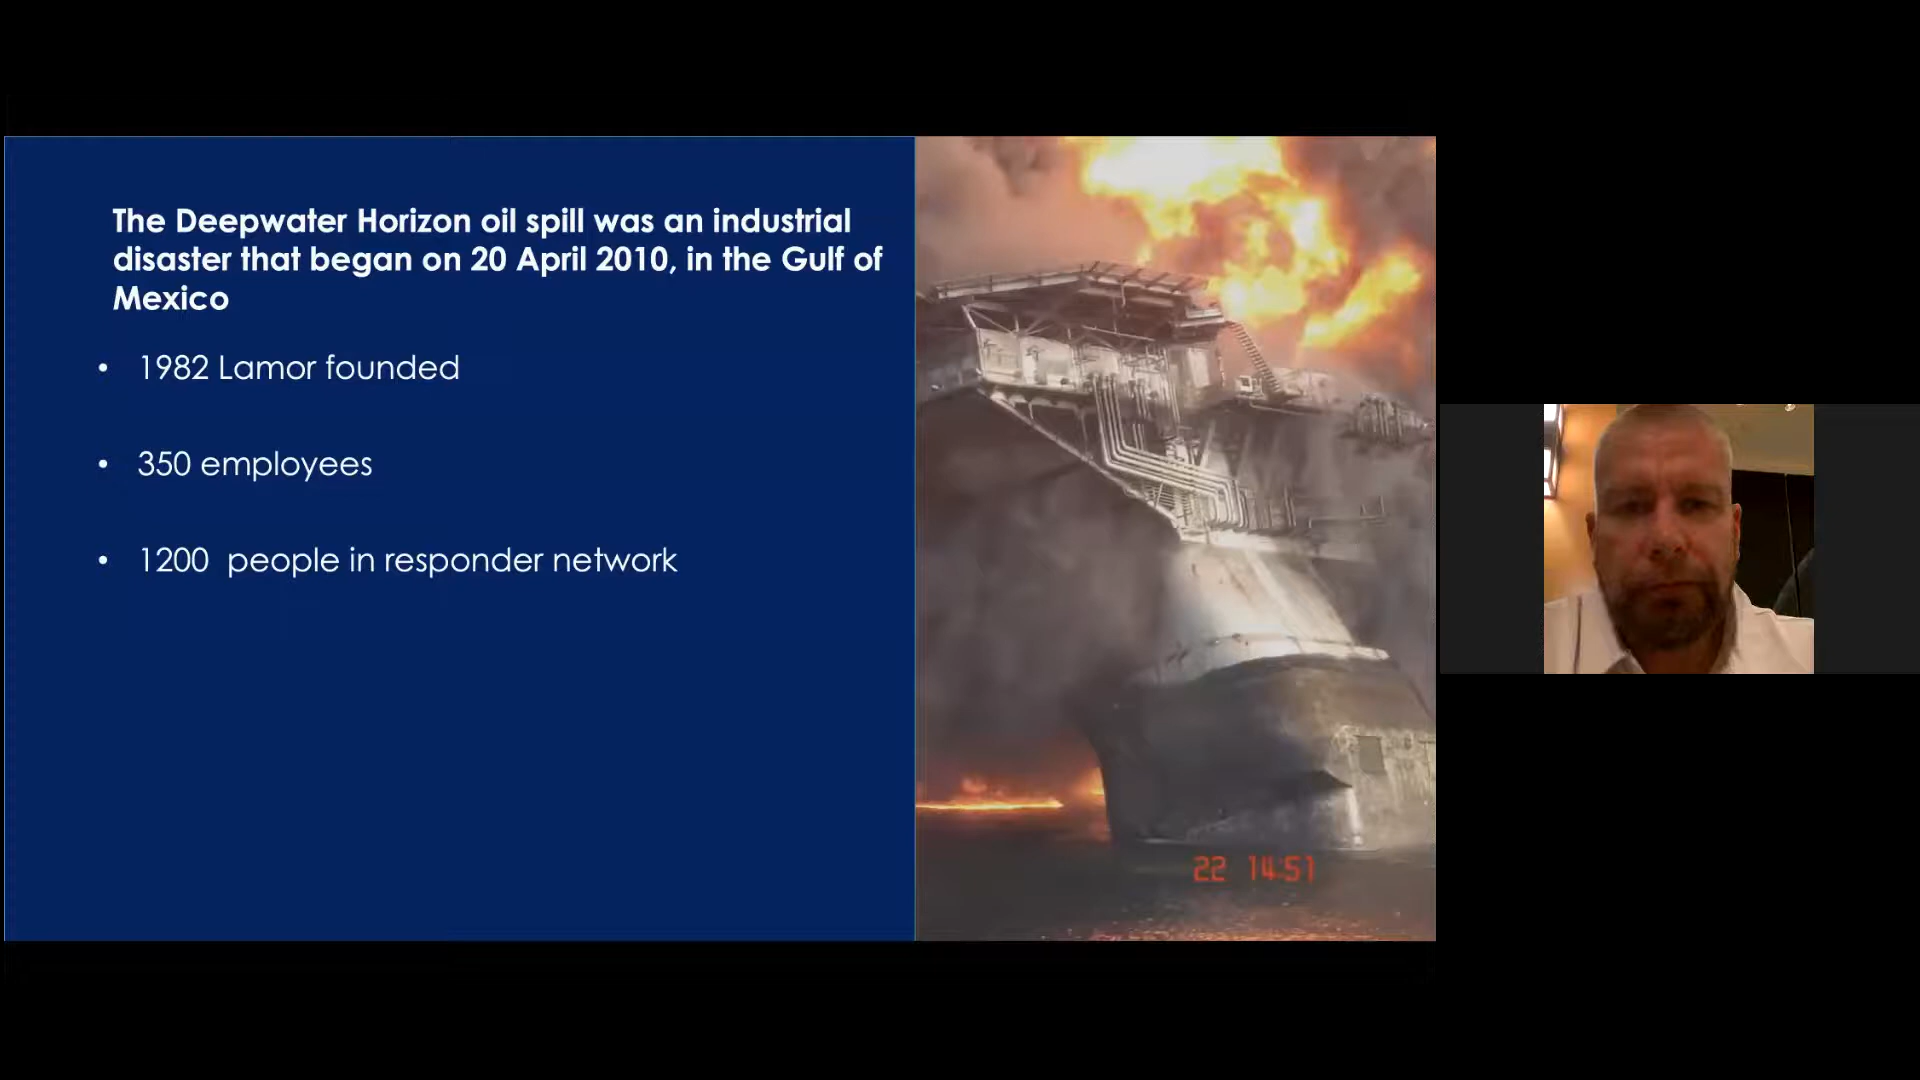 The Deepwater Horizon oil spill was an industrial
disaster that began on 20 April 2010, in the Gulf of
Mexico
• 1982 Lamor founded
• 350 employees
• 1200  people in responder network
22 14:51